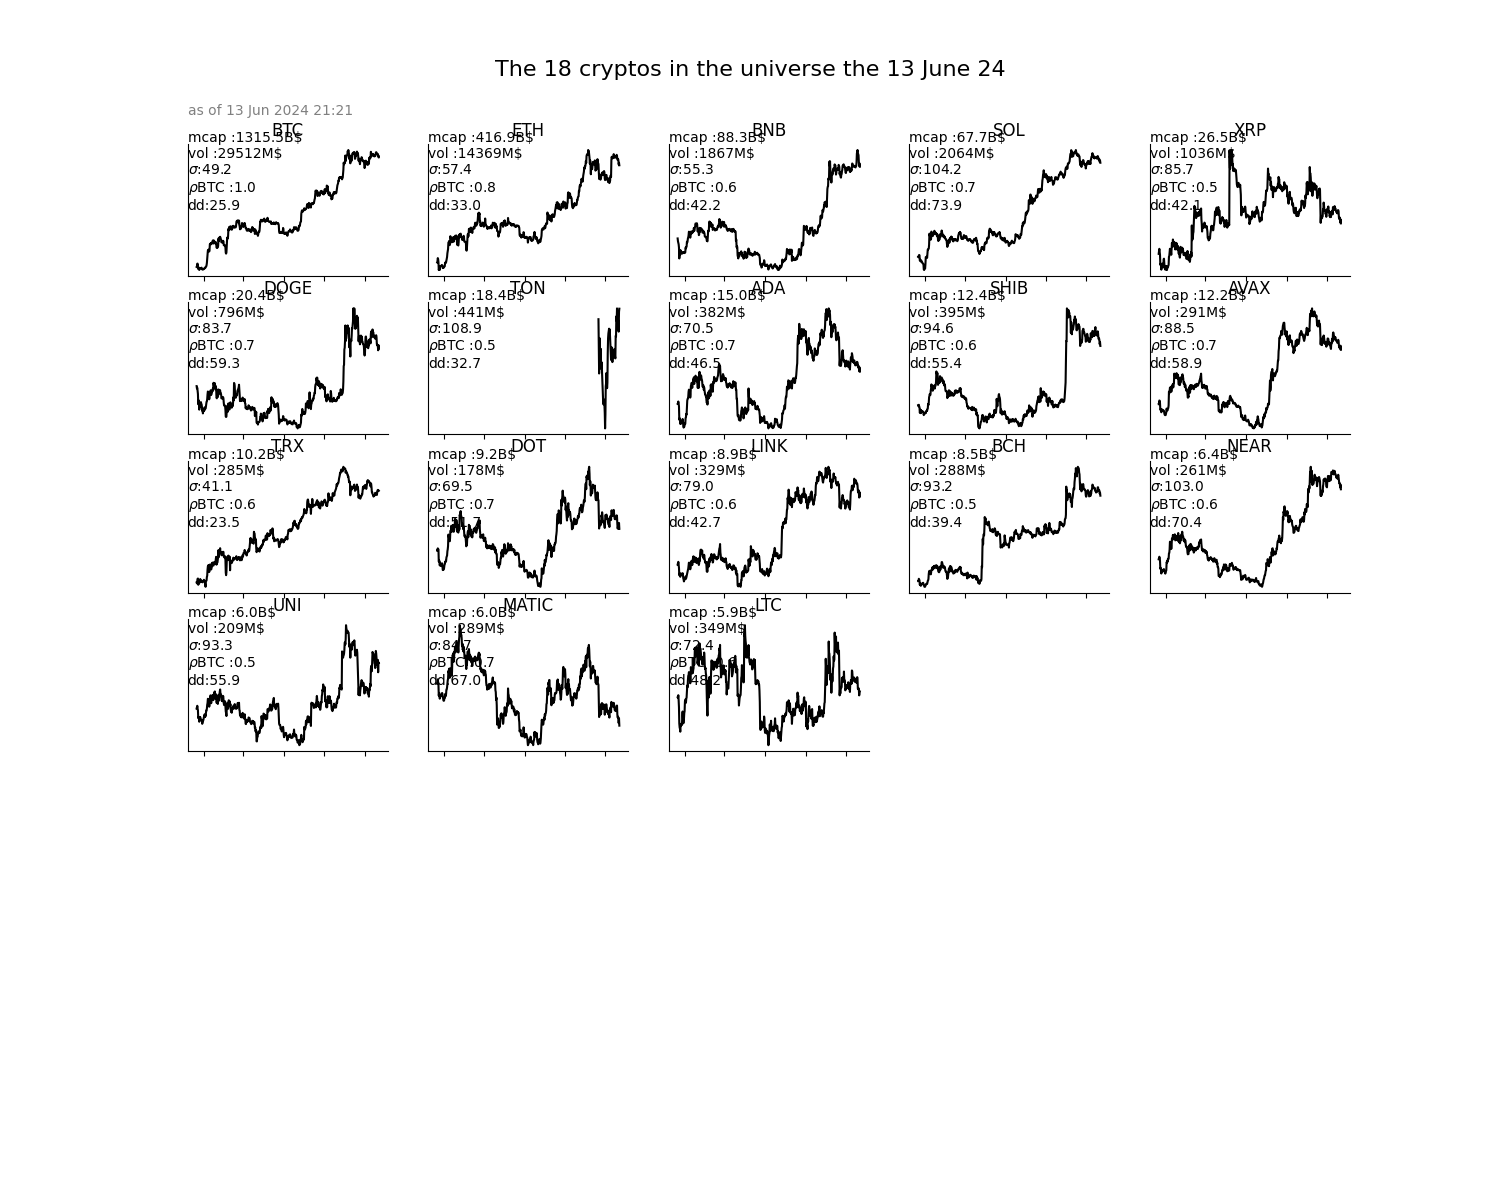 The 18 cryptos in the universe the 13 June 24
as of 13 Jun 2024 21:21
BTC
mcap :1315.5B$
vol :29512M$
σ:49.2
ρBTC :1.0
dd:25.9
ETH
mcap :416.9B$
vol :14369M$
σ:57.4
ρBTC :0.8
dd:33.0
BNB
mcap :88.3B$
vol :1867M$
σ:55.3
ρBTC :0.6
dd:42.2
SOL
mcap :67.7B$
vol :2064M$
σ:104.2
ρBTC :0.7
dd:73.9
XRP
mcap :26.5B$
vol :1036M$
σ:85.7
ρBTC :0.5
dd:42.1
DOGE
mcap :20.4B$
vol :796M$
σ:83.7
ρBTC :0.7
dd:59.3
TON
mcap :18.4B$
vol :441M$
σ:108.9
ρBTC :0.5
dd:32.7
ADA
mcap :15.0B$
vol :382M$
σ:70.5
ρBTC :0.7
dd:46.5
SHIB
mcap :12.4B$
vol :395M$
σ:94.6
ρBTC :0.6
dd:55.4
AVAX
mcap :12.2B$
vol :291M$
σ:88.5
ρBTC :0.7
dd:58.9
TRX
mcap :10.2B$
vol :285M$
σ:41.1
ρBTC :0.6
dd:23.5
DOT
mcap :9.2B$
vol :178M$
σ:69.5
ρBTC :0.7
LINK
mcap :8.9B$
vol :329M$
σ:79.0
ρBTC :0.6
dd:42.7
BCH
mcap :8.5B$
vol :288M$
σ:93.2
ρBTC :0.5
dd:39.4
NEAR
mcap :6.4B$
vol :261M$
σ:103.0
ρBTC :0.6
dd:70.4
UNI
mcap :6.0B$
vol :209M$
σ:93.3
ρBTC :0.5
dd:55.9
MATIC
mcap :6.0B$
vol :289M$
σ:84.7
ρBTC :0.7
dd:67.0
LTC
mcap :5.9B$
vol :349M$
σ:72.4
ρBTC
dd:48.2